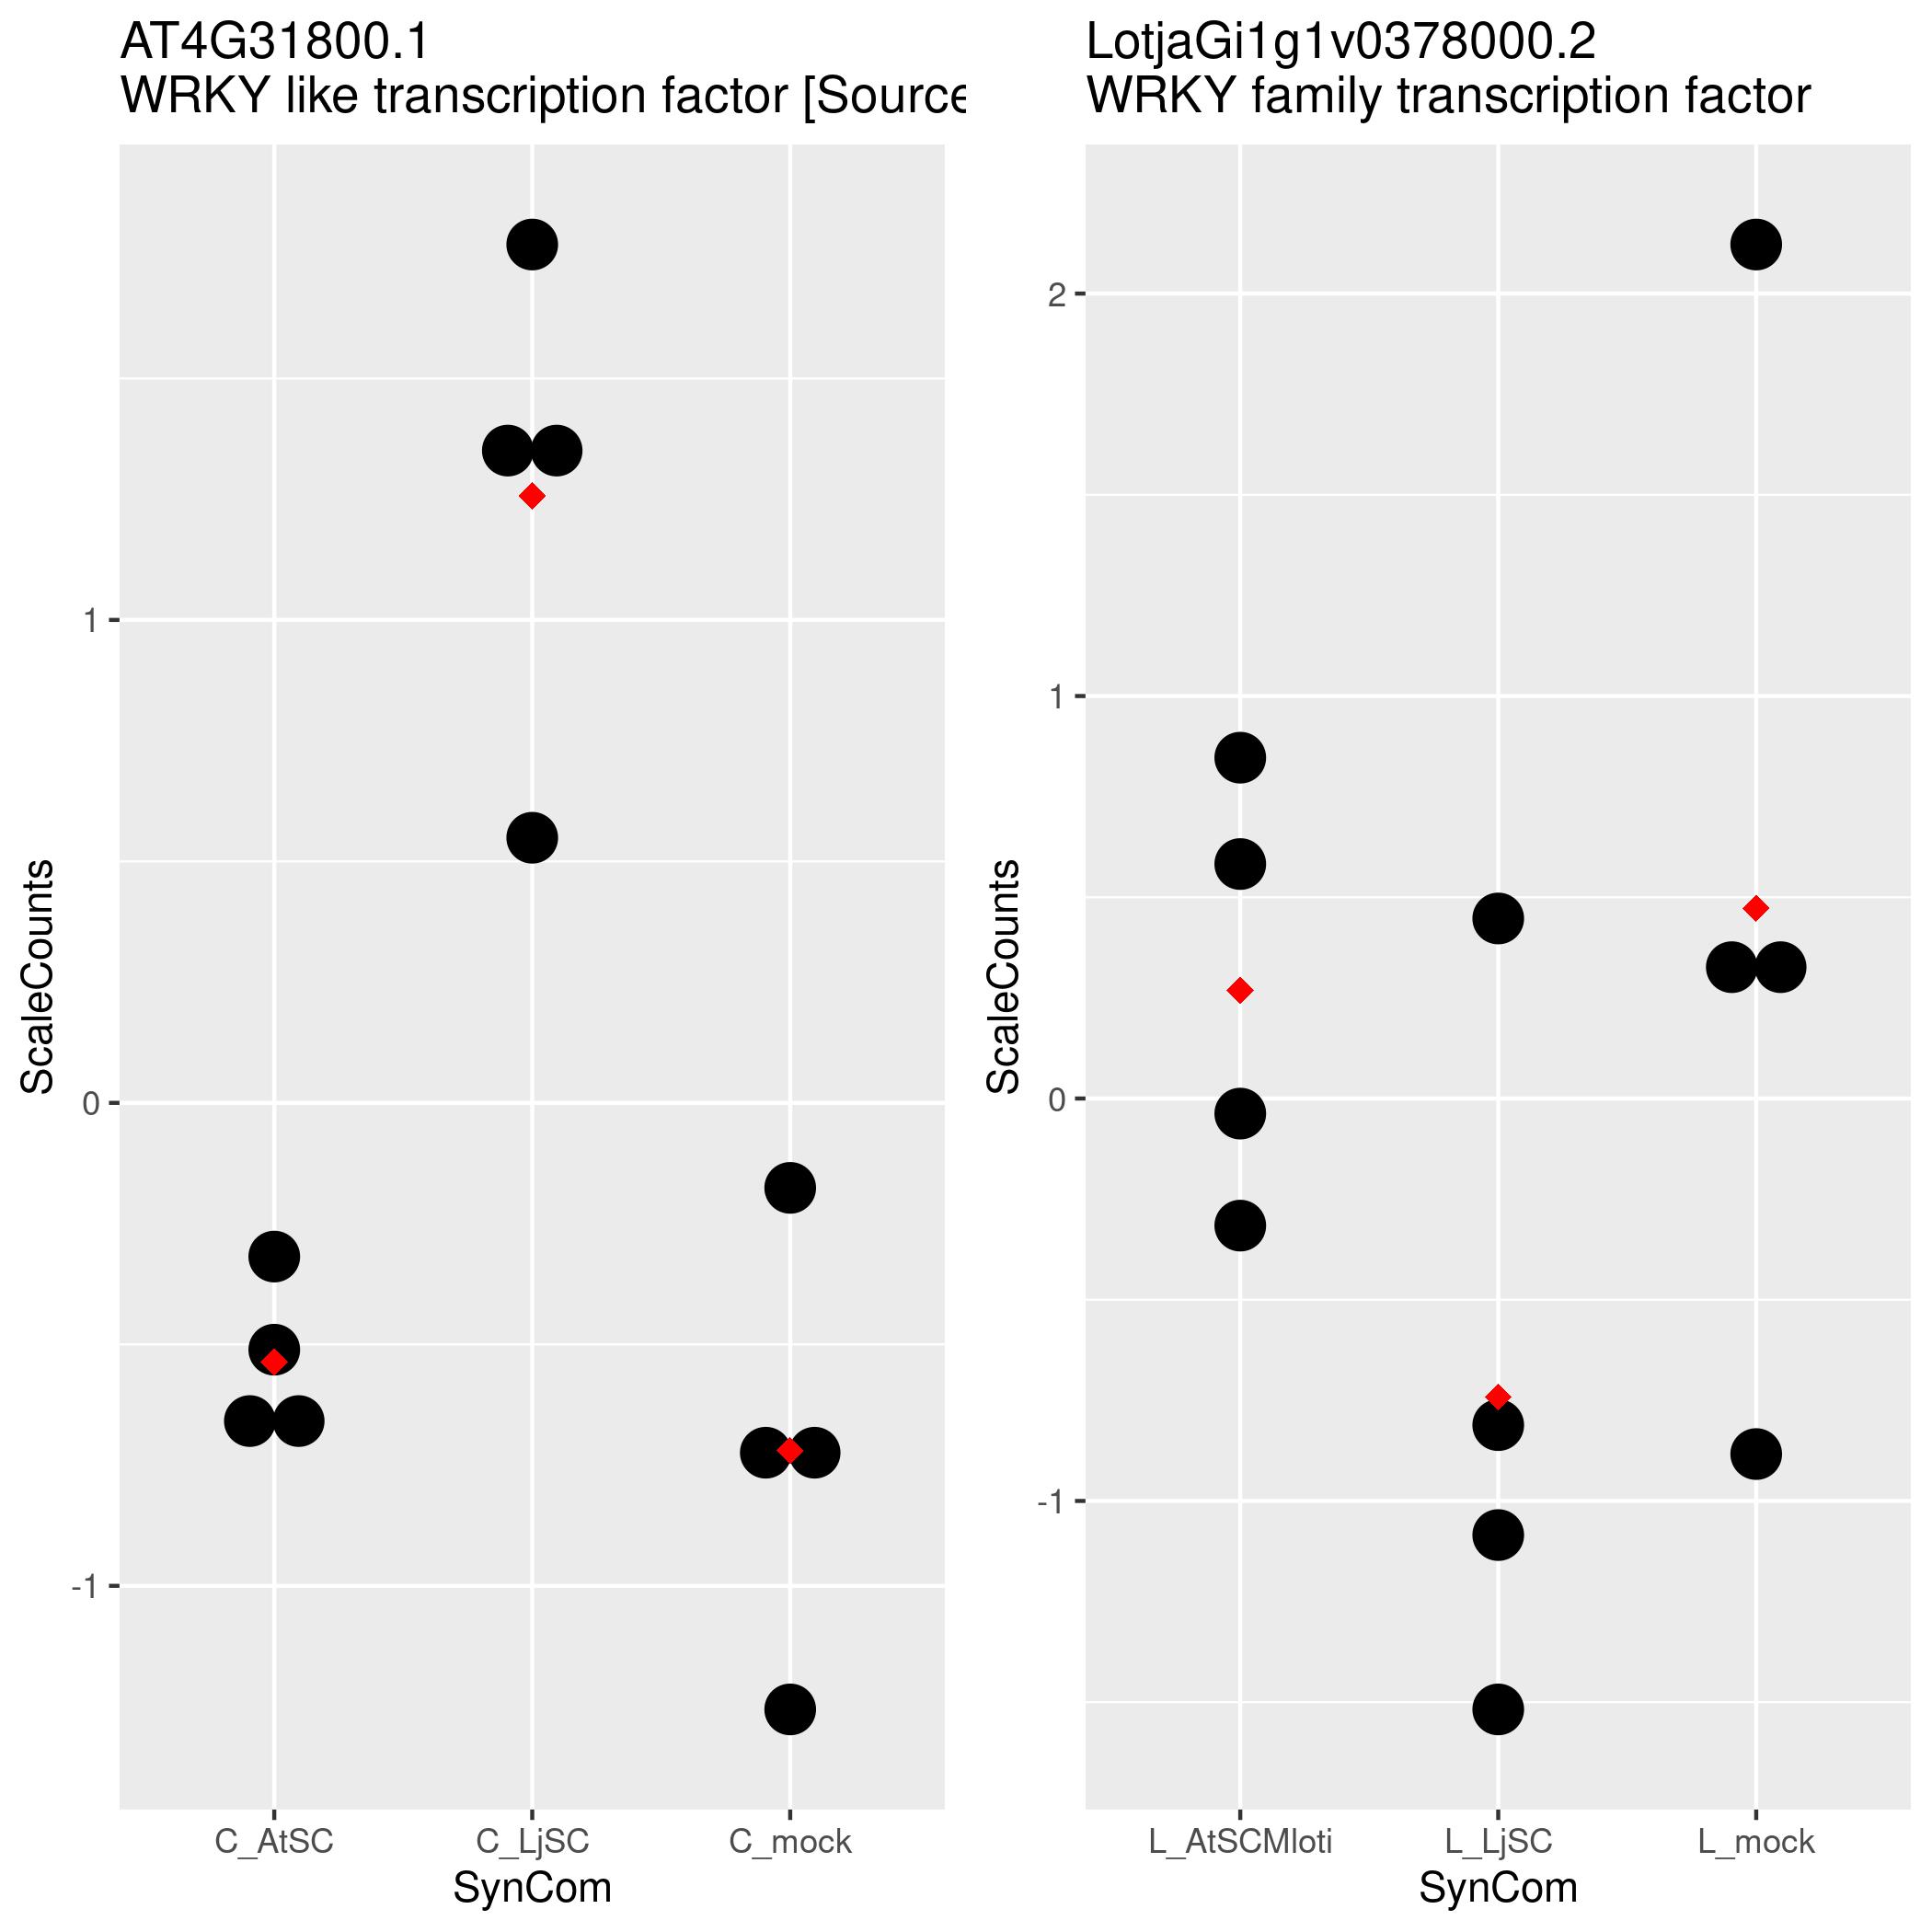 AT4G31800.1
WRKY like transcription factor [Source
LotjaGi1g1v0378000.2
WRKY family transcription factor
ScaleCounts
1
0
-1
C_AtSC
C_LjSC
C_mock
SynCom
ScaleCounts
2
1
0
-1
L_AtSCMloti
L_LjSC
L_mock
SynCom